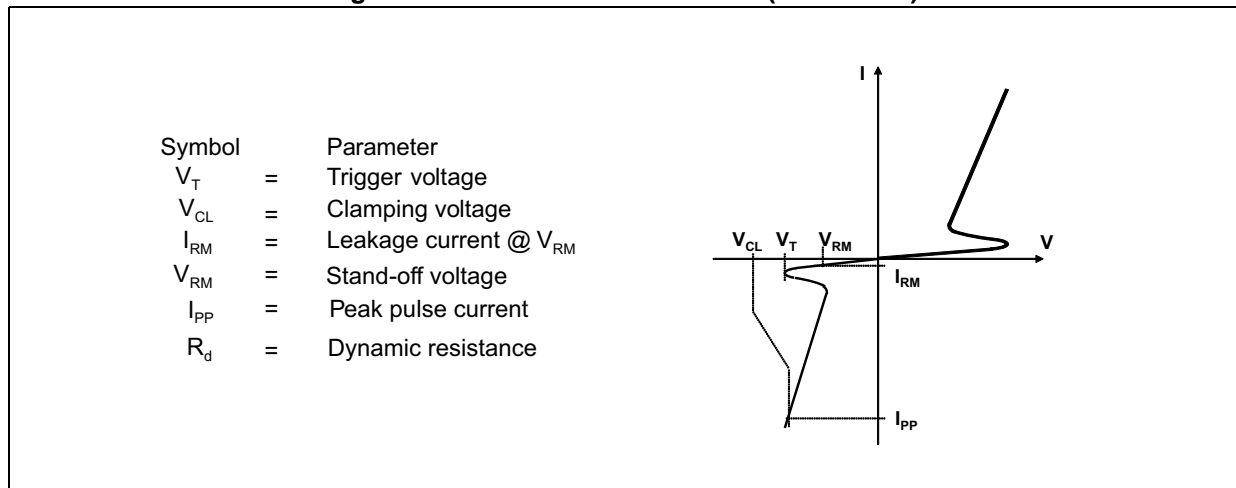 Symbol Parameter
V_T = Trigger voltage
V_CL = Clamping voltage
I_RM = Leakage current @ V_RM
V_RM = Stand-off voltage
I_PP = Peak pulse current
R_d = Dynamic resistance
I
V_CL V_T V_RM V
I_RM
I_PP